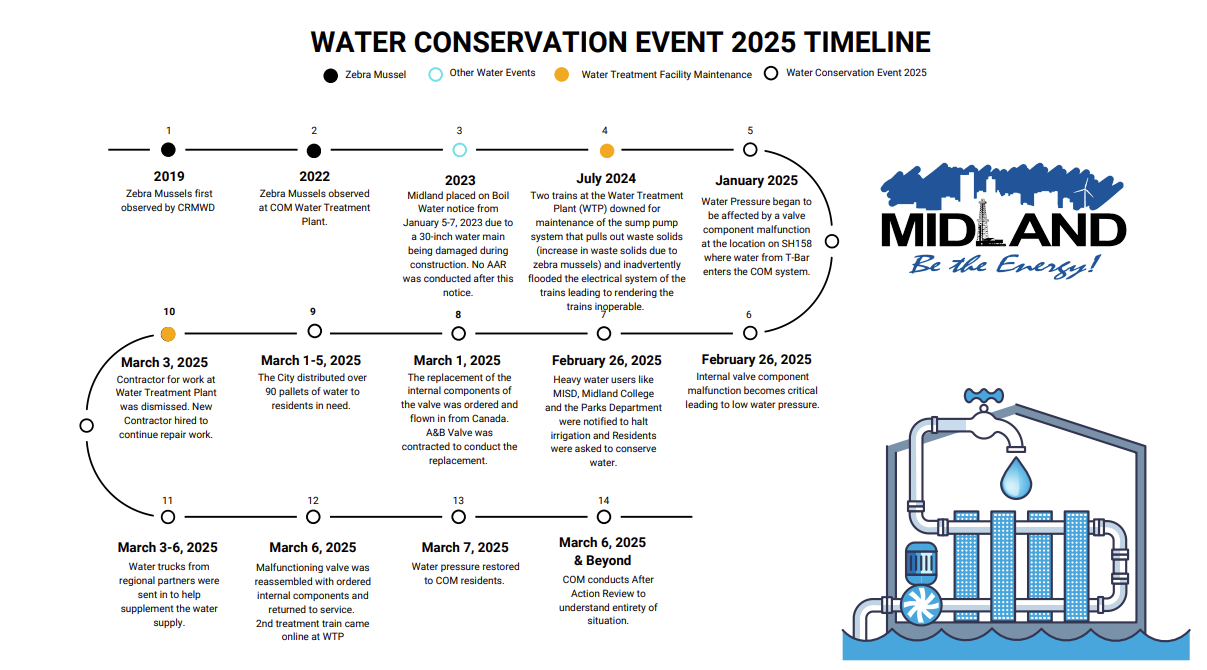 WATER CONSERVATION EVENT 2025 TIMELINE
Zebra Mussel
Other Water Events
Water Treatment Facility Maintenance
Water Conservation Event 2025
1
2019
Zebra Mussels first
observed by CRMWD
2
2022
Zebra Mussels observed
at COM Water Treatment
Plant.
3
2023
Midland placed on Boil
Water notice from
January 5-7, 2023 due to
a 30-inch water main
being damaged during
construction. No AAR
was conducted after this
notice.
4
July 2024
Two trains at the Water Treatment
Plant (WTP) downed for
maintenance of the sump pump
system that pulls out waste solids
(increase in waste solids due to
zebra mussels) and inadvertently
flooded the electrical system of the
trains leading to rendering the
trains inoperable.
5
January 2025
Water Pressure began to
be affected by a valve
component malfunction
at the location on SH158
where water from T-Bar
enters the COM system.
MIDLAND
Be the Energy!
6
February 26, 2025
Internal valve component
malfunction becomes critical
leading to low water pressure.
7
February 26, 2025
Heavy water users like
MISD, Midland College
and the Parks Department
were notified to halt
irrigation and Residents
were asked to conserve
water.
8
March 1, 2025
The replacement of the
internal components of
the valve was ordered and
flown in from Canada.
A&B Valve was
contracted to conduct the
replacement.
9
March 1-5, 2025
The City distributed over
90 pallets of water to
residents in need.
10
March 3, 2025
Contractor for work at
Water Treatment Plant
was dismissed. New
Contractor hired to
continue repair work.
11
March 3-6, 2025
Water trucks from
regional partners were
sent in to help
supplement the water
supply.
12
March 6, 2025
Malfunctioning valve was
reassembled with ordered
internal components and
returned to service.
2nd treatment train came
online at WTP
13
March 7, 2025
Water pressure restored
to COM residents.
14
March 6, 2025
& Beyond
COM conducts After
Action Review to
understand entirety of
situation.